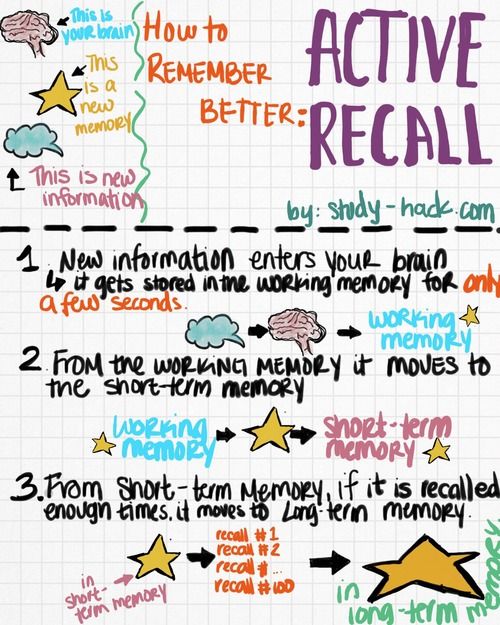 This is
your brain
This
is a
new
memory
This is new
information
How to
Remember
Better:
ACTIVE
RECALL
by: study-hack.com
1. New information enters your brain
it gets stored in the working memory for only
a few seconds.
working
memory
2. From the working memory it moves to
the short-term memory
working
memory
short-term
memory
3. From Short-term Memory, if it is recalled
enough times, it moves to Long-term memory.
in
short-
term memory
recall #1
recall #2
recall # ...
recall #100
in
long-term memory